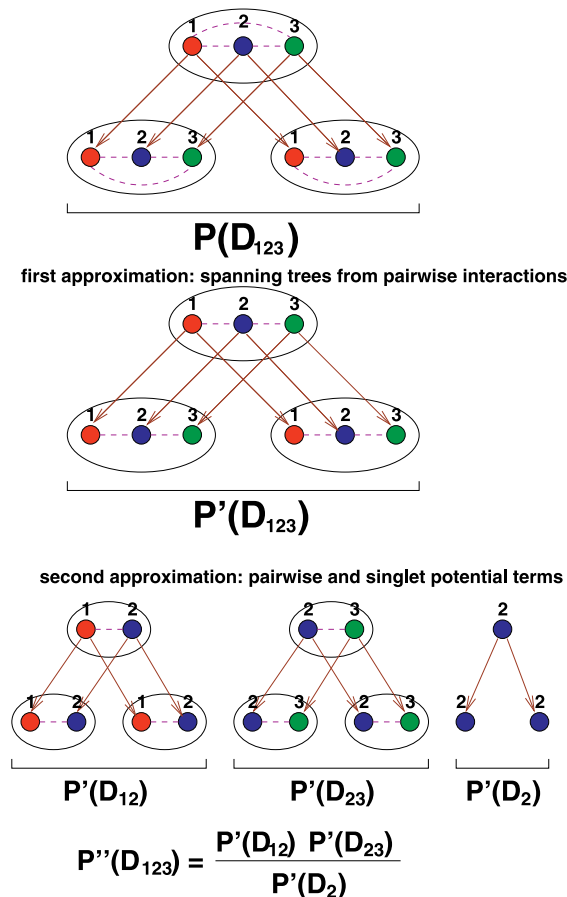 1 2 3
1 2 3 1 2 3
P(D123)
first approximation: spanning trees from pairwise interactions
1 2 3
1 2 3 1 2 3
P'(D123)
second approximation: pairwise and singlet potential terms
1 2 2 3 2
1 2 1 2 2 3 2 3 2 2
P'(D12) P'(D23) P'(D2)
P''(D123) = P'(D12) P'(D23)
P'(D2)